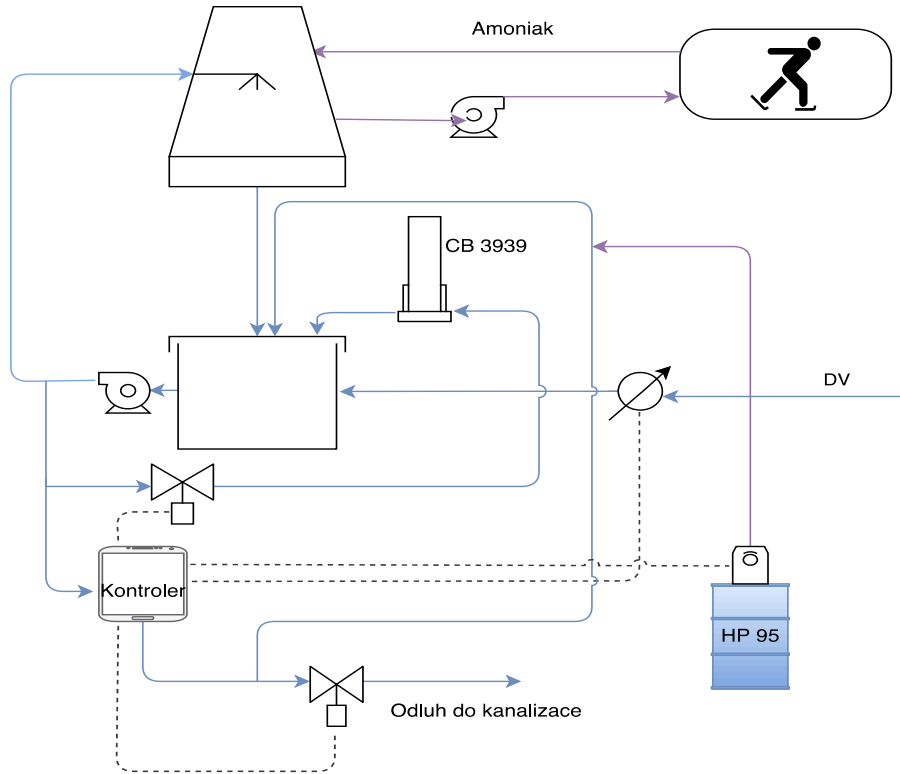 Amoniak
CB 3939
DV
Kontroler
HP 95
Odluh do kanalizace